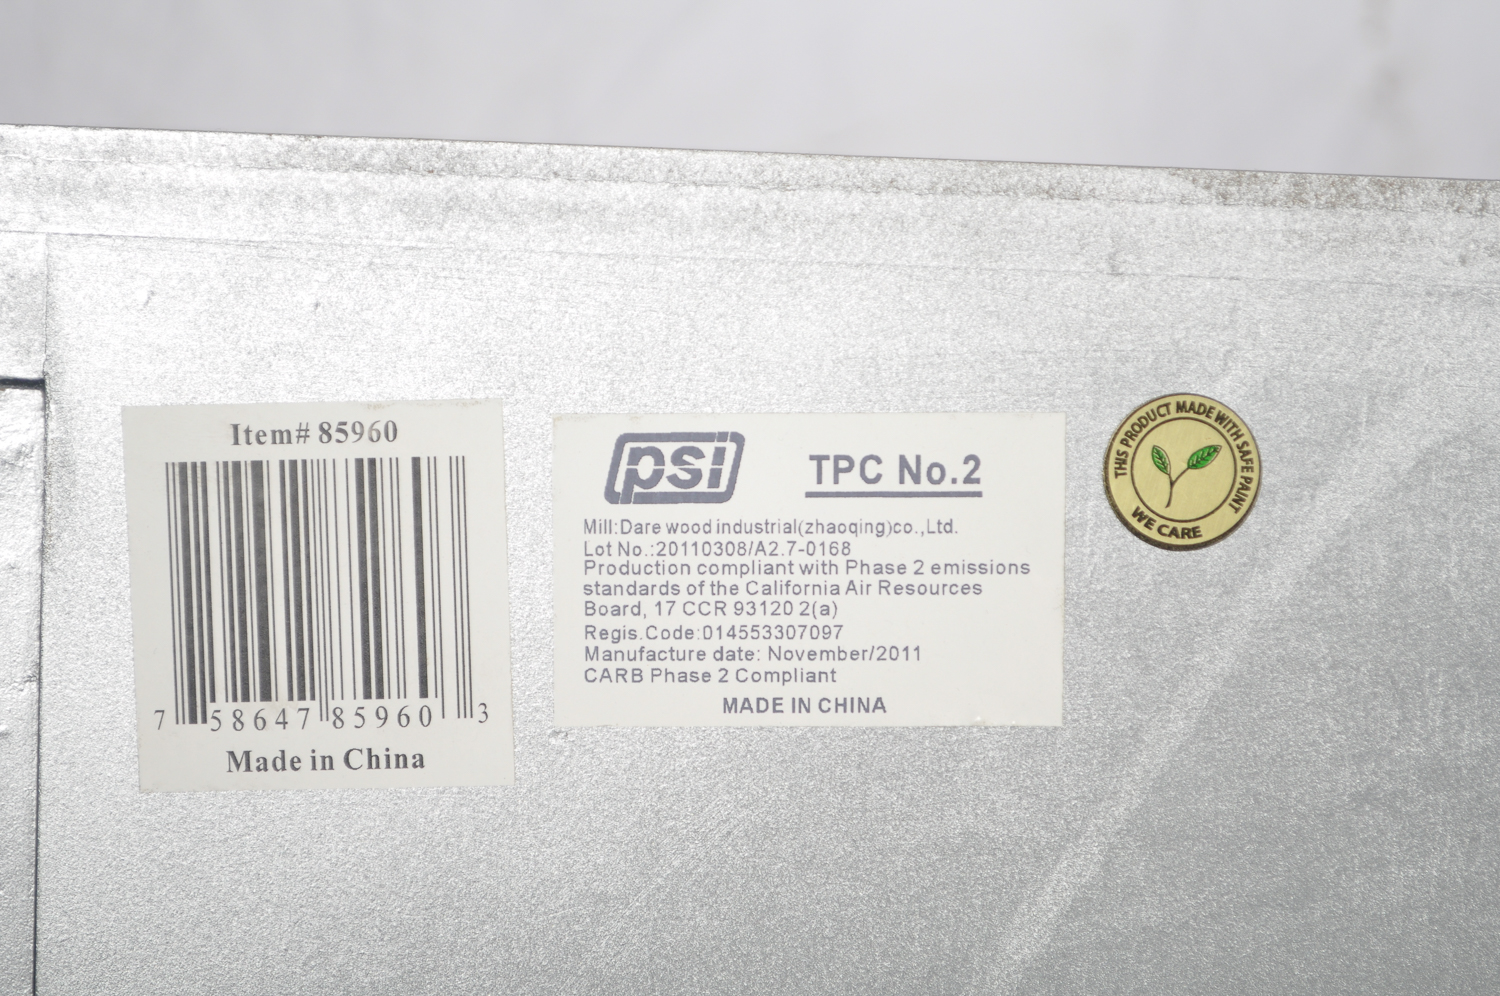 Item# 85960
7 58647 85960 3
Made in China
psi
TPC No.2
Mill:Dare wood industrial(zhaoqing)co.,Ltd.
Lot No.:20110308/A2.7-0168
Production compliant with Phase 2 emissions
standards of the California Air Resources
Board, 17 CCR 93120 2(a)
Regis.Code:014553307097
Manufacture date: November/2011
CARB Phase 2 Compliant
MADE IN CHINA
THIS PRODUCT MADE WITH SAFE PAINT
WE CARE